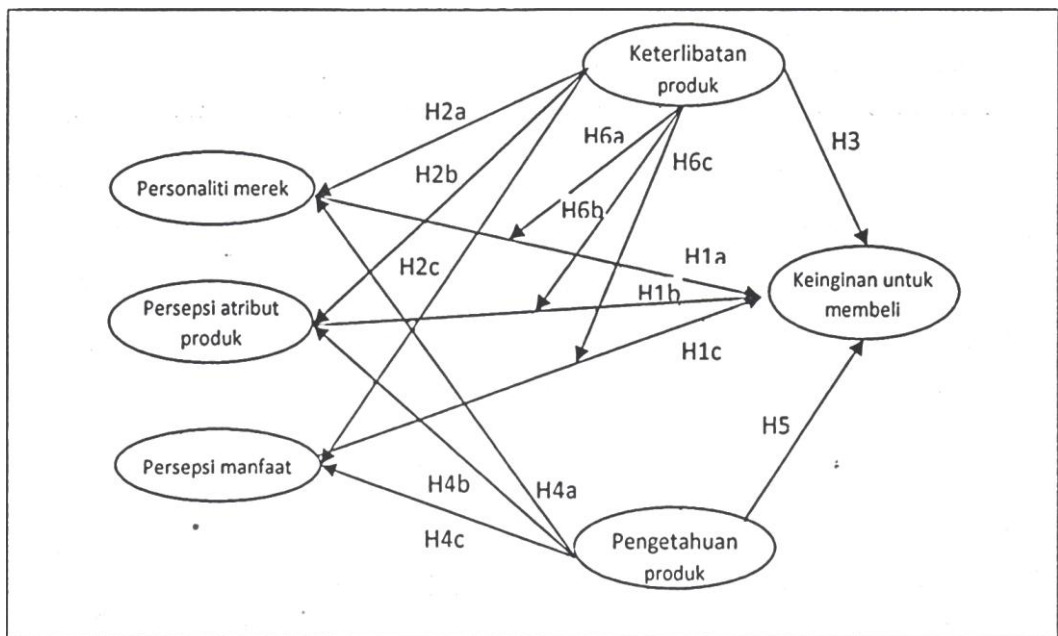 Keterlibatan
produk
H2a
H6a
H3
H6c
H2b
Personaliti merek
H6b
H2c
H1a
Keinginan untuk
membeli
H1b
Persepsi atribut
produk
H1c
H5
Persepsi manfaat
H4b
H4a
H4c
Pengetahuan
produk